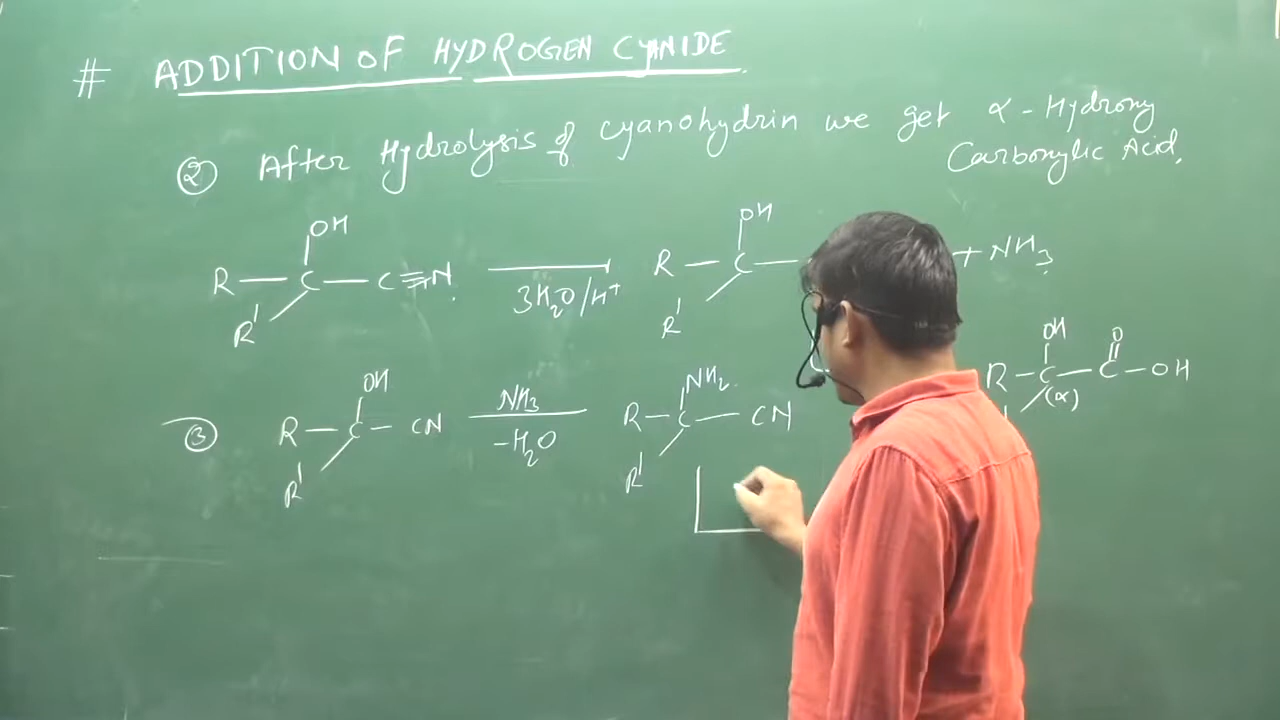 # ADDITION OF HYDROGEN CYANIDE
② After Hydrolysis of cyanohydrin we get α-Hydroxy
Carboxylic Acid.
OH
R — C — C≡N
R'
3H₂O/H⁺
OH
R — C —
R'
+ NH₃
③
OH
R — C — CN
R'
NH₃
-H₂O
NH₂
R — C — CN
R'
OH O
R — C — C — OH
(α)